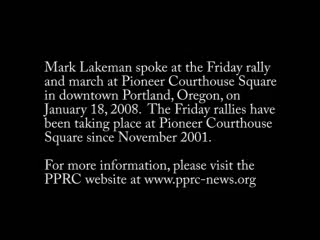 Mark Lakeman spoke at the Friday rally
and march at Pioneer Courthouse Square
in downtown Portland, Oregon, on
January 18, 2008.  The Friday rallies have
been taking place at Pioneer Courthouse
Square since November 2001.

For more information, please visit the
PPRC website at www.pprc-news.org